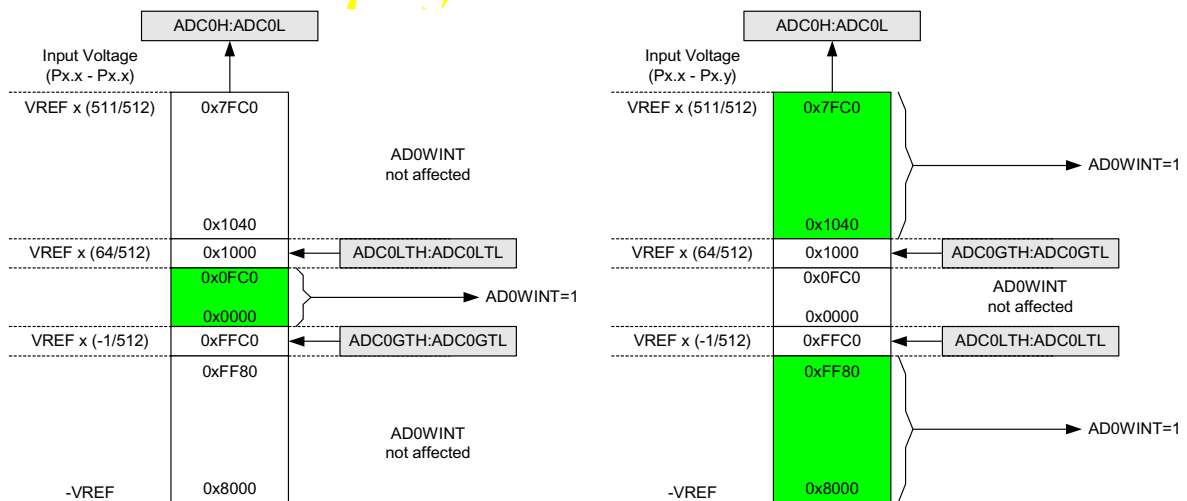 ADC0H:ADC0L
Input Voltage
(Px.x - Px.x)
VREF x (511/512)
0x7FC0
AD0WINT
not affected
0x1040
VREF x (64/512)
0x1000
ADC0LTH:ADC0LTL
0x0FC0
AD0WINT=1
0x0000
VREF x (-1/512)
0xFFC0
ADC0GTH:ADC0GTL
0xFF80
AD0WINT
not affected
-VREF
0x8000
ADC0H:ADC0L
Input Voltage
(Px.x - Px.y)
VREF x (511/512)
0x7FC0
AD0WINT=1
0x1040
VREF x (64/512)
0x1000
ADC0GTH:ADC0GTL
0x0FC0
AD0WINT
not affected
0x0000
VREF x (-1/512)
0xFFC0
ADC0LTH:ADC0LTL
0xFF80
AD0WINT=1
-VREF
0x8000